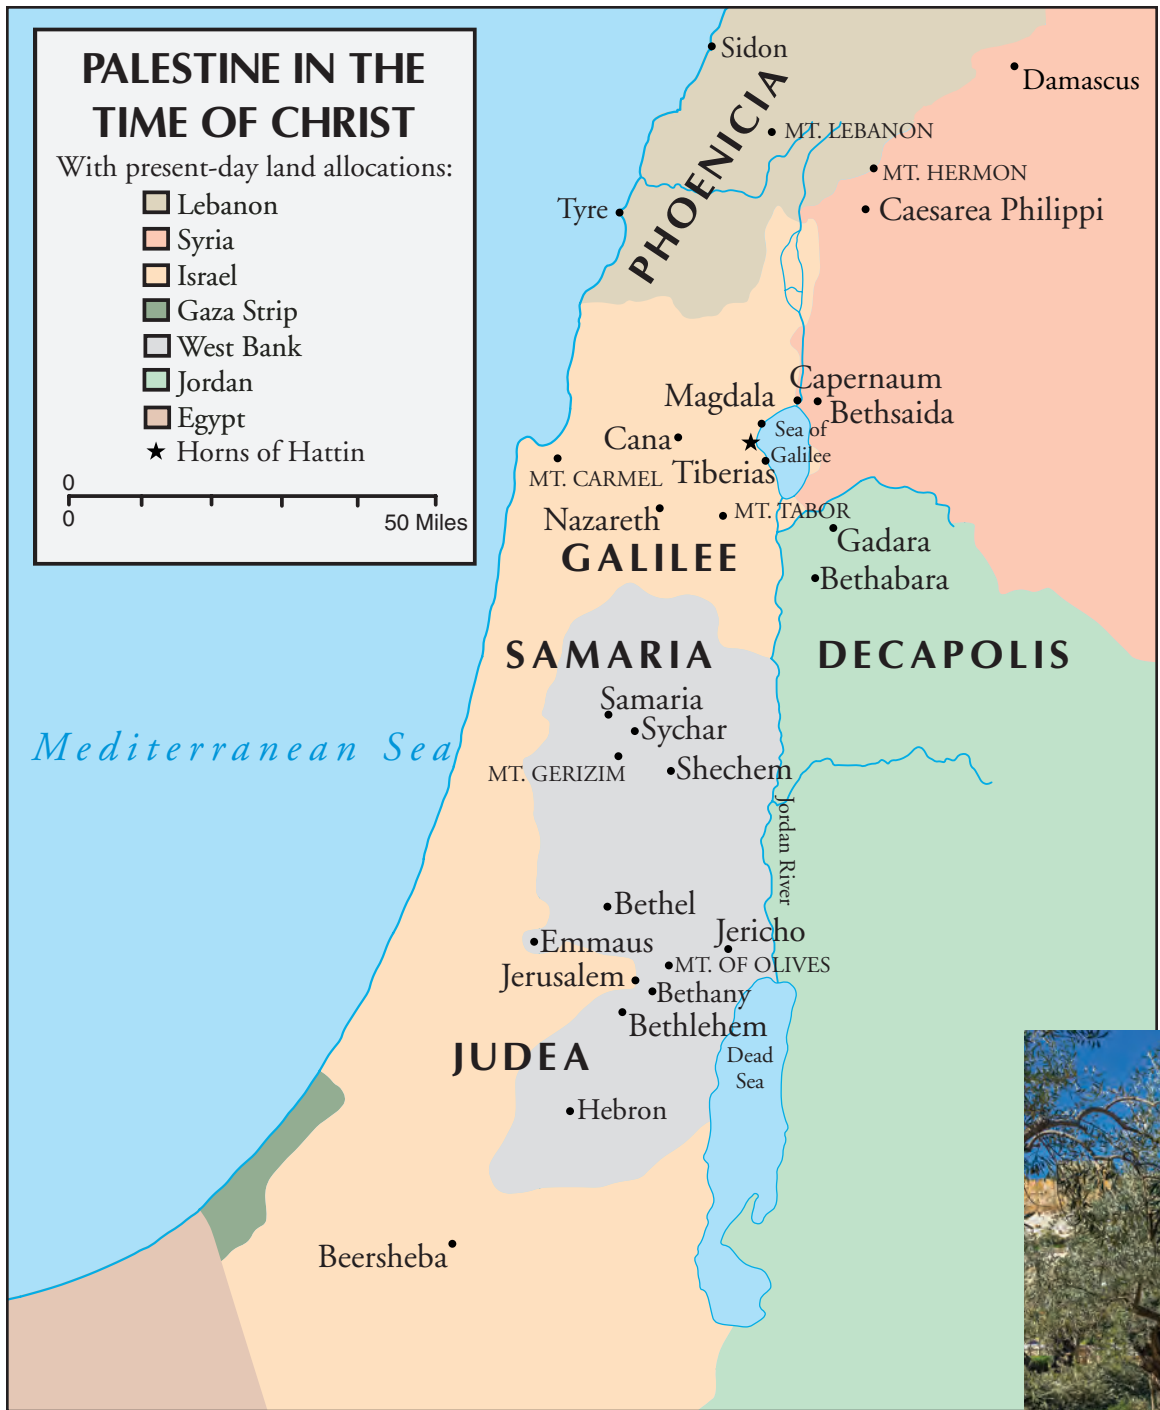 PALESTINE IN THE
TIME OF CHRIST
With present-day land allocations:
Lebanon
Syria
Israel
Gaza Strip
West Bank
Jordan
Egypt
Horns of Hattin
0
0
50 Miles
Sidon
Damascus
MT. LEBANON
PHOENICIA
MT. HERMON
Tyre
Caesarea Philippi
Capernaum
Magdala
Bethsaida
Sea of
Galilee
Cana
Tiberias
MT. CARMEL
Nazareth
MT. TABOR
Gadara
GALILEE
Bethabara
SAMARIA
DECAPOLIS
Samaria
Sychar
Mediterranean Sea
MT. GERIZIM
Shechem
Jordan River
Bethel
Jericho
Emmaus
MT. OF OLIVES
Jerusalem
Bethany
Bethlehem
JUDEA
Dead
Sea
Hebron
Beersheba